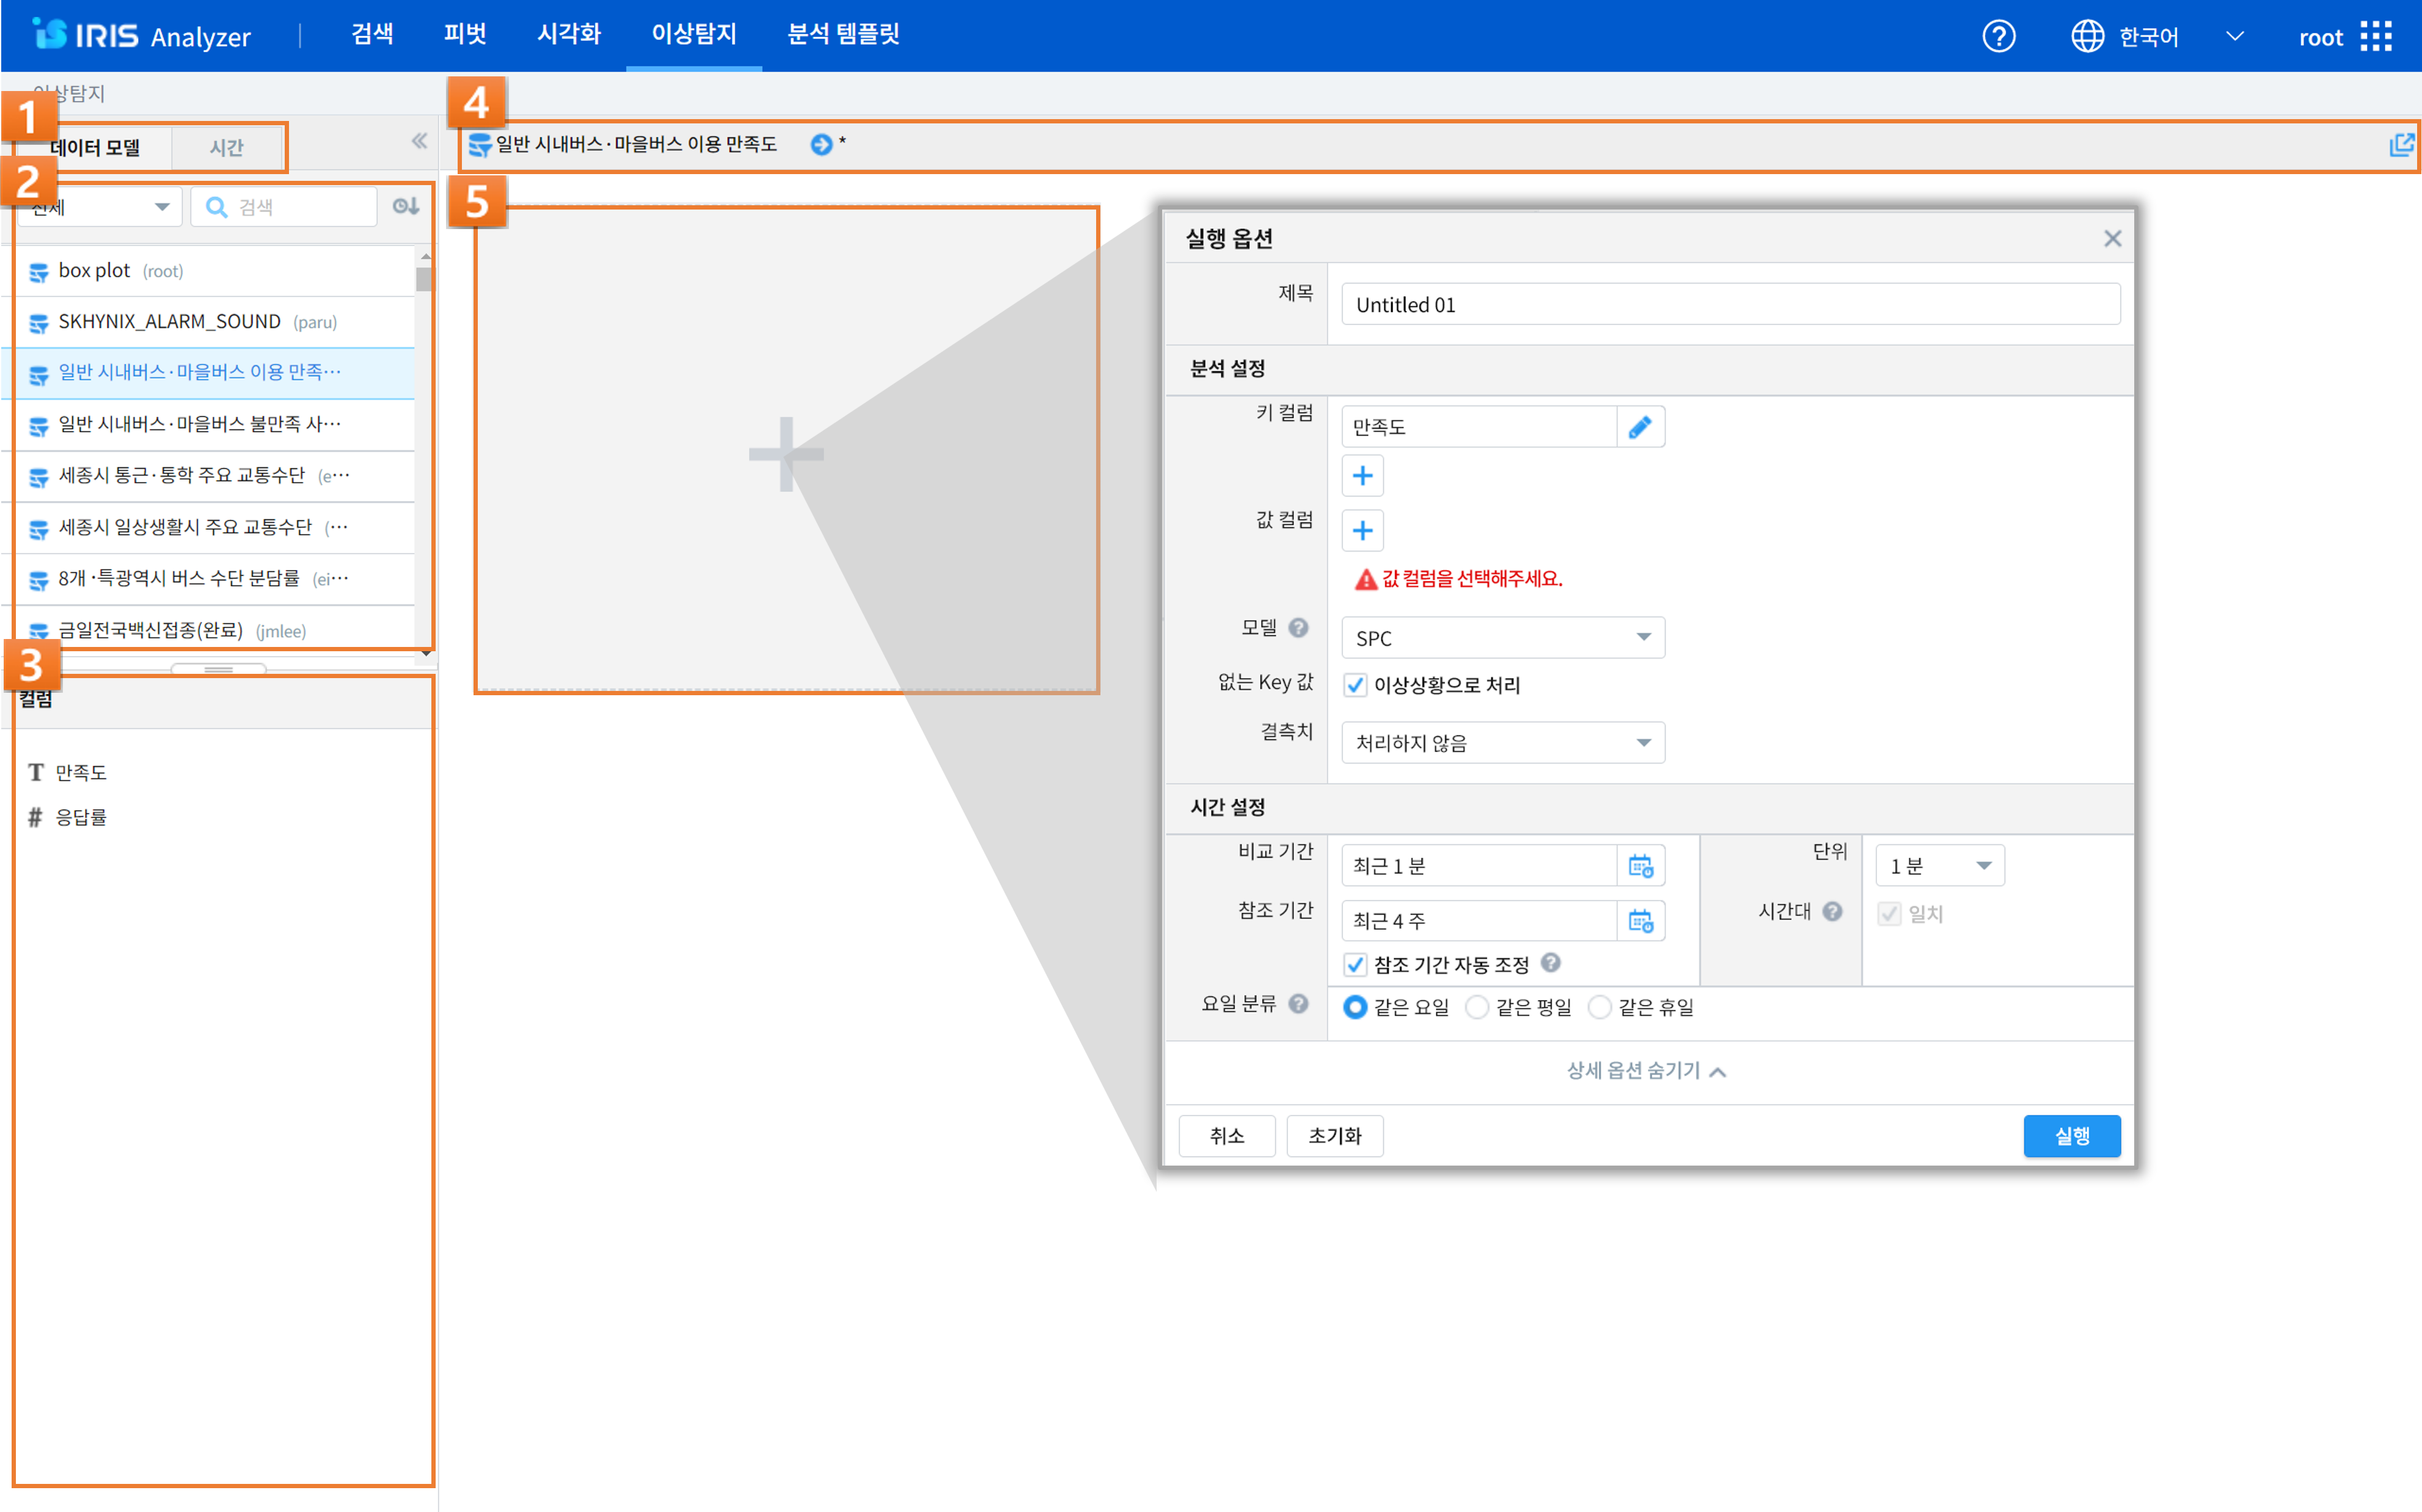 IRIS Analyzer | 검색 피벗 시각화 이상탐지 분석 템플릿 한국어 root
이상탐지
1
데이터 모델 시간
4
일반 시내버스·마을버스 이용 만족도 *
2
전체 검색
5
box plot (root)
SKHYNIX_ALARM_SOUND (paru)
일반 시내버스·마을버스 이용 만족…
일반 시내버스·마을버스 불만족 사…
세종시 통근·통학 주요 교통수단 (e…
세종시 일상생활시 주요 교통수단 (…
8개 ·특광역시 버스 수단 분담률 (ei…
금일전국백신접종(완료) (jmlee)
3
컬럼
T 만족도
# 응답률
실행 옵션
제목 Untitled 01
분석 설정
키 컬럼 만족도
값 컬럼
값 컬럼을 선택해주세요.
모델 SPC
없는 Key 값 이상상황으로 처리
결측치 처리하지 않음
시간 설정
비교 기간 최근 1 분 단위 1 분
참조 기간 최근 4 주 시간대 일치
참조 기간 자동 조정
요일 분류 같은 요일 같은 평일 같은 휴일
상세 옵션 숨기기
취소 초기화 실행